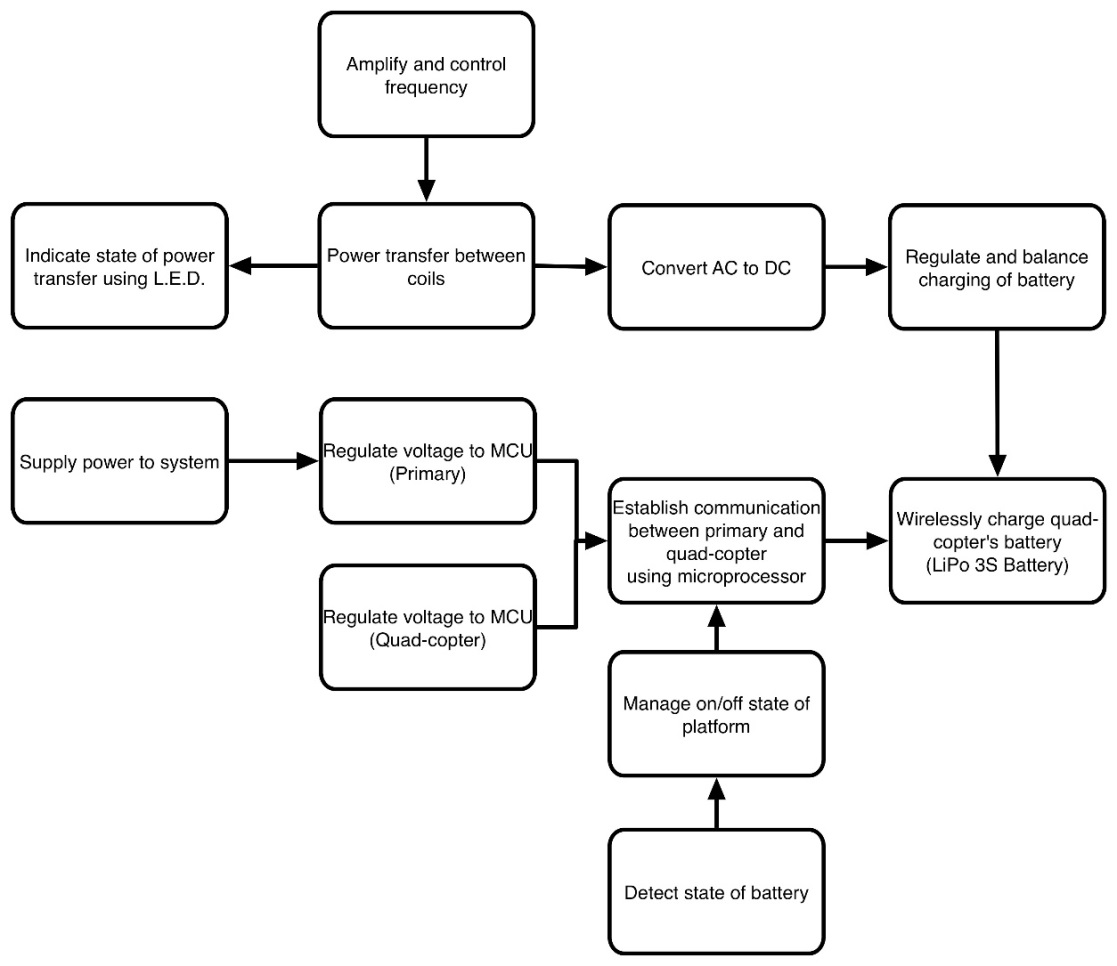 Amplify and control
frequency
Indicate state of power
transfer using L.E.D.
Power transfer between
coils
Convert AC to DC
Regulate and balance
charging of battery
Supply power to system
Regulate voltage to MCU
(Primary)
Establish communication
between primary and
quad-copter
using microprocessor
Wirelessly charge quad-
copter's battery
(LiPo 3S Battery)
Regulate voltage to MCU
(Quad-copter)
Manage on/off state of
platform
Detect state of battery